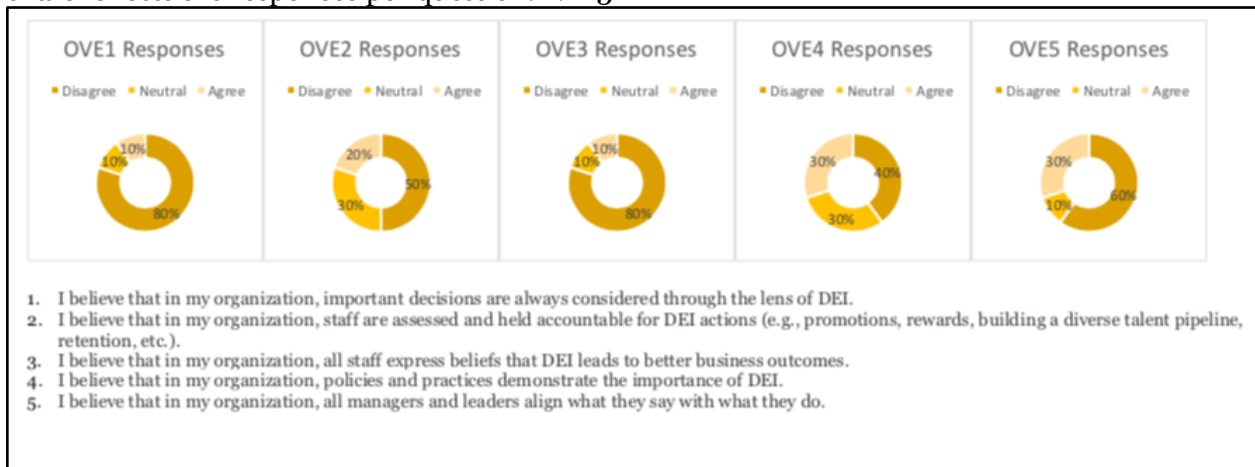 OVE1 Responses
Disagree Neutral Agree
10%
10%
80%
OVE2 Responses
Disagree Neutral Agree
20%
50%
30%
OVE3 Responses
Disagree Neutral Agree
10%
10%
80%
OVE4 Responses
Disagree Neutral Agree
30%
40%
30%
OVE5 Responses
Disagree Neutral Agree
30%
60%
10%
1. I believe that in my organization, important decisions are always considered through the lens of DEI.
2. I believe that in my organization, staff are assessed and held accountable for DEI actions (e.g., promotions, rewards, building a diverse talent pipeline,
retention, etc.).
3. I believe that in my organization, all staff express beliefs that DEI leads to better business outcomes.
4. I believe that in my organization, policies and practices demonstrate the importance of DEI.
5. I believe that in my organization, all managers and leaders align what they say with what they do.